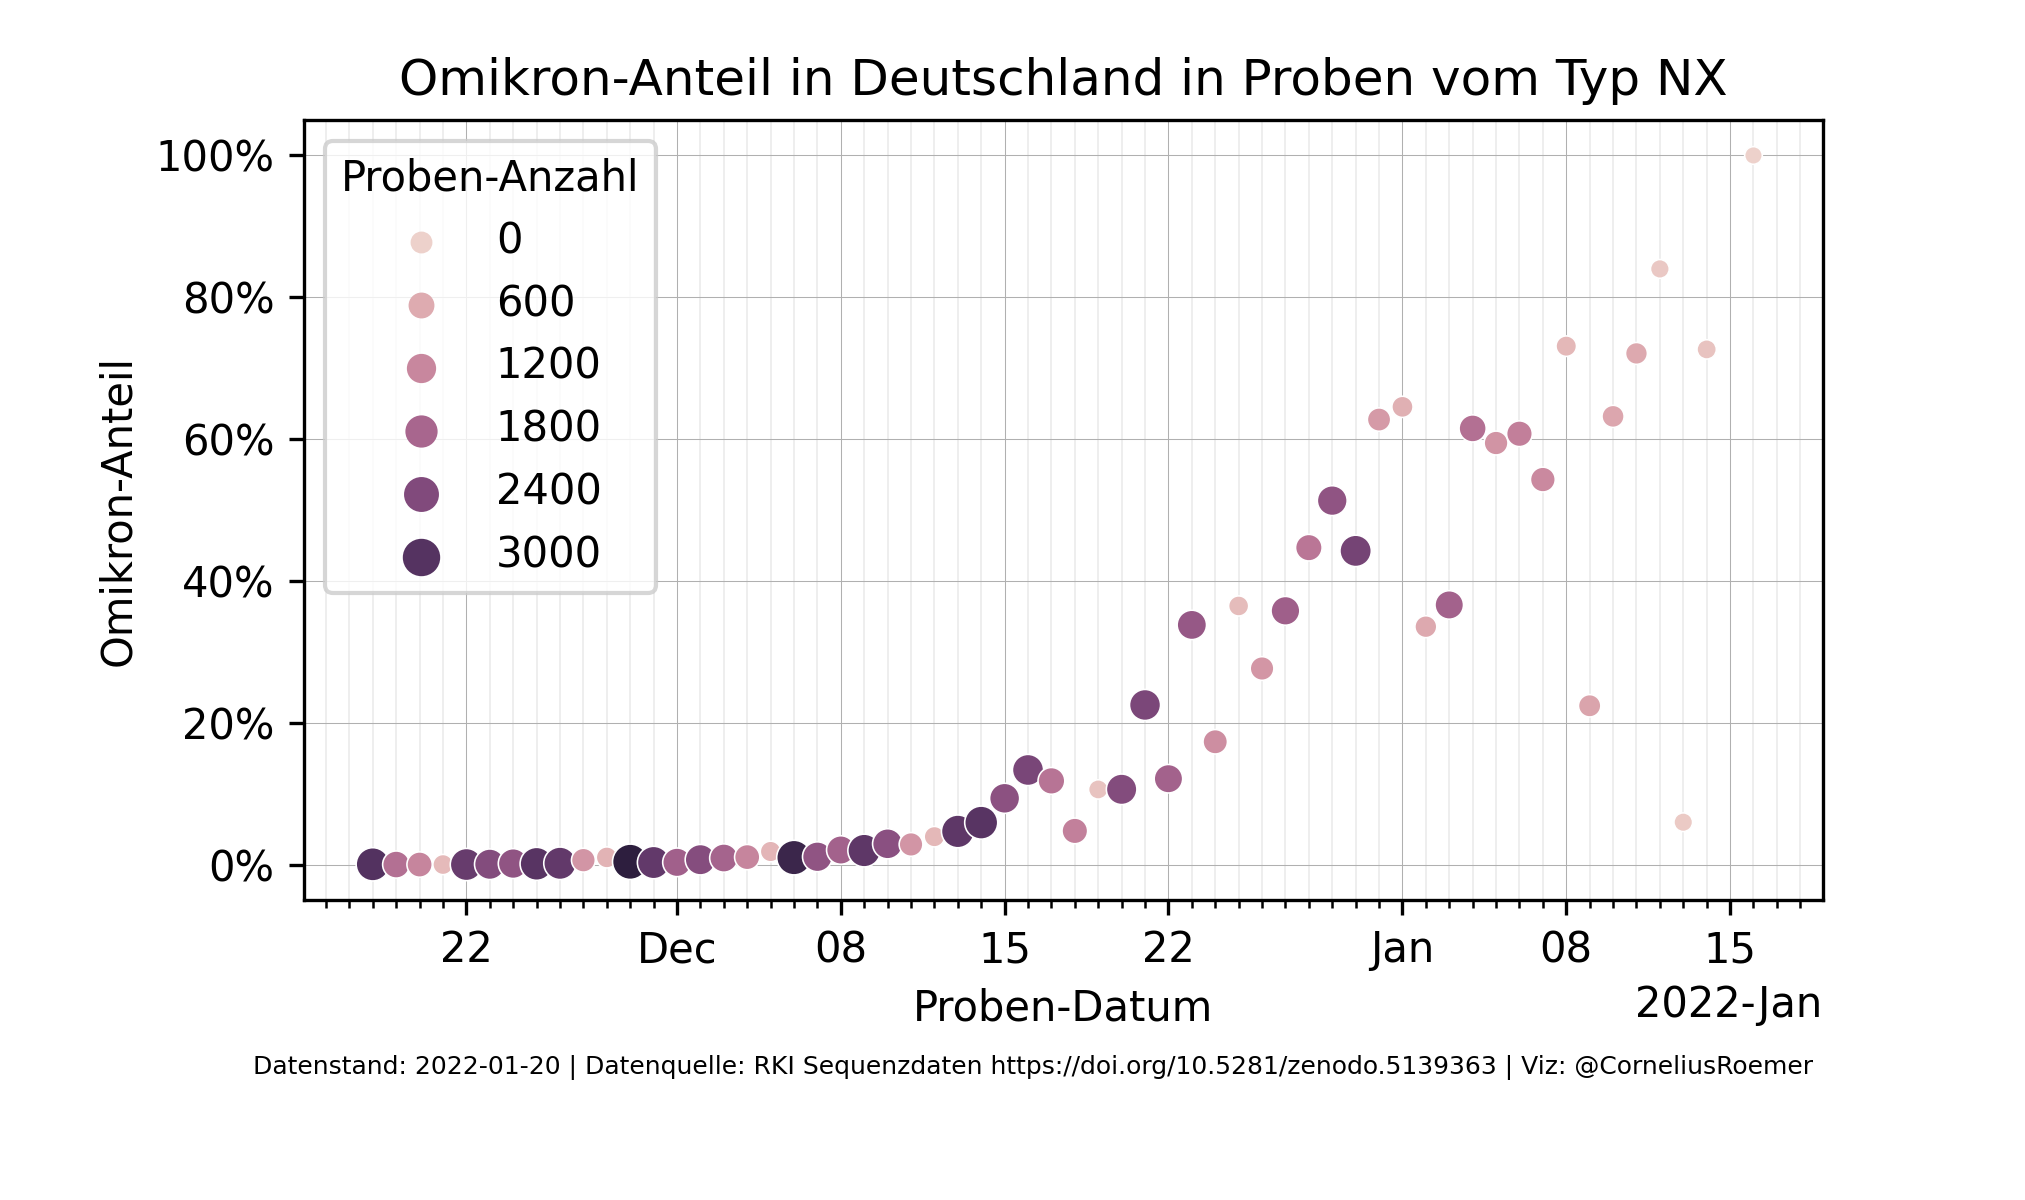 Omikron-Anteil in Deutschland in Proben vom Typ NX
Omikron-Anteil
100%
80%
60%
40%
20%
0%
Proben-Anzahl
0
600
1200
1800
2400
3000
22 Dec 08 15 22 Jan 08 15
Proben-Datum
2022-Jan
Datenstand: 2022-01-20 | Datenquelle: RKI Sequenzdaten https://doi.org/10.5281/zenodo.5139363 | Viz: @CorneliusRoemer